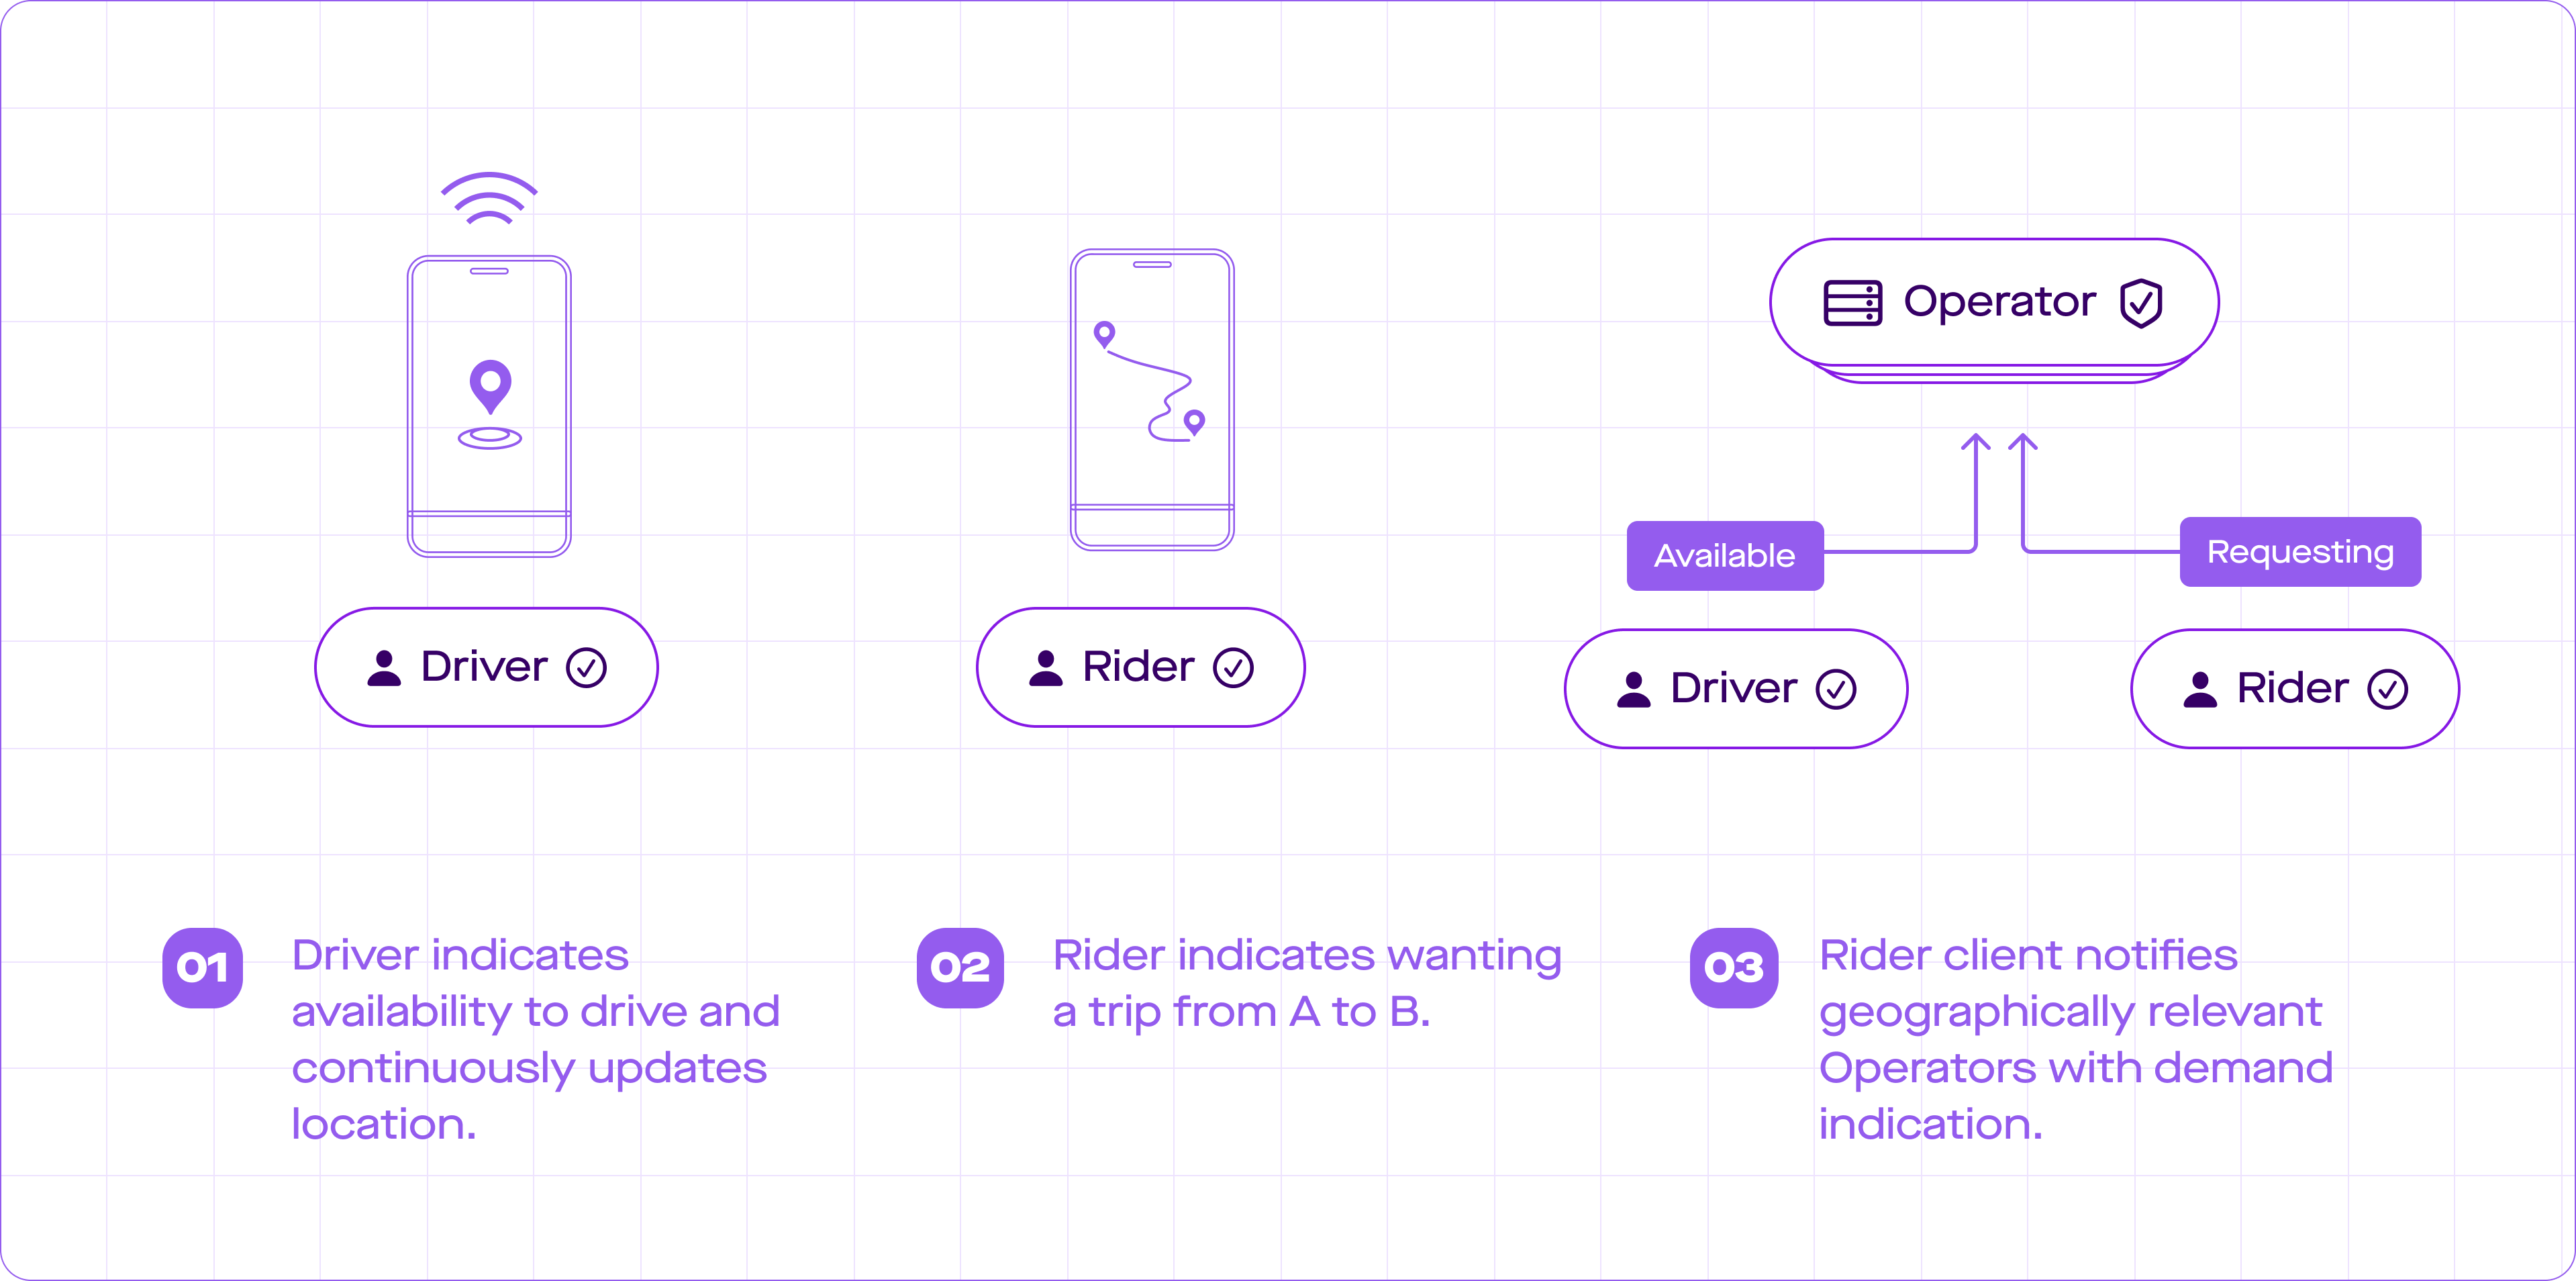 Operator
Available
Requesting
Driver
Rider
Driver
Rider
01
Driver indicates
availability to drive and
continuously updates
location.
02
Rider indicates wanting
a trip from A to B.
03
Rider client notifies
geographically relevant
Operators with demand
indication.